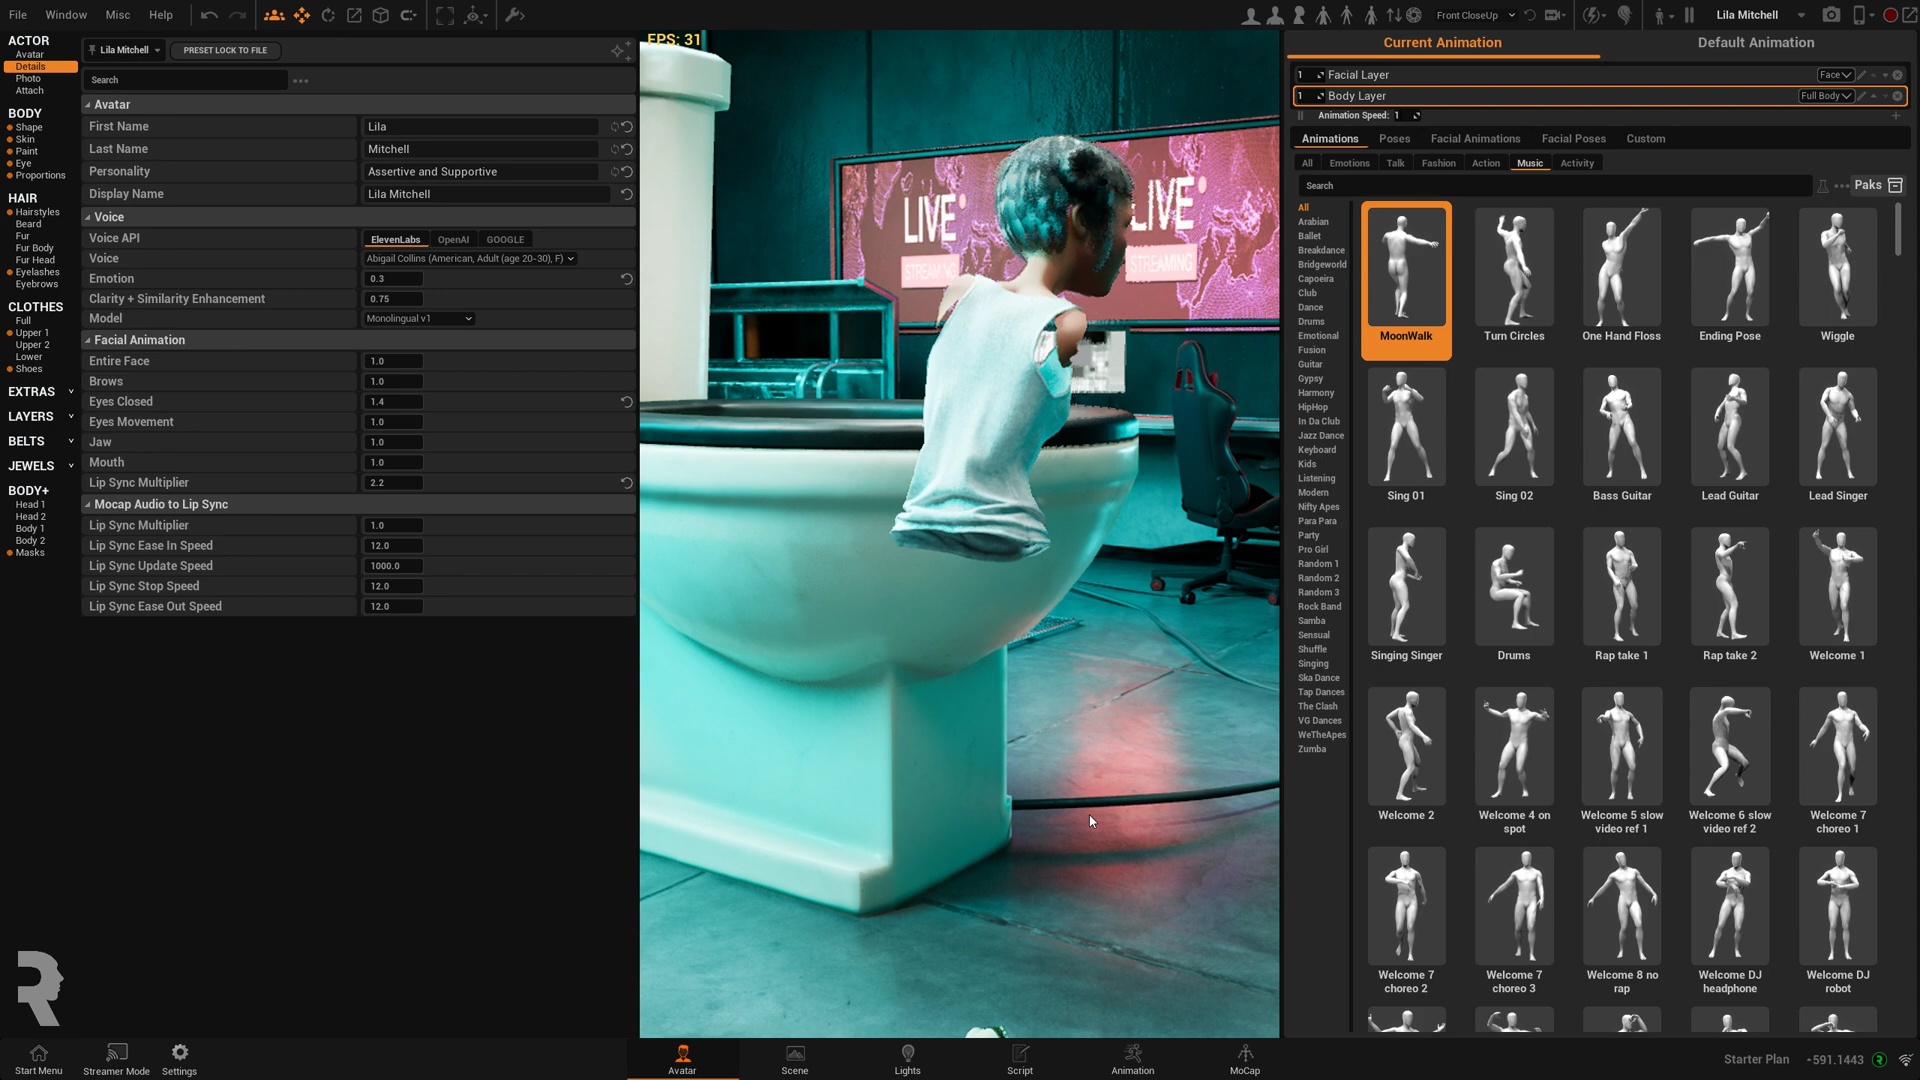 File Window Misc Help
Front CloseUp
Lila Mitchell
ACTOR
Avatar
Details
Photo
Attach
BODY
Shape
Skin
Paint
Eye
Proportions
HAIR
Hairstyles
Beard
Fur
Fur Body
Fur Head
Eyelashes
Eyebrows
CLOTHES
Full
Upper 1
Upper 2
Lower
Shoes
EXTRAS
LAYERS
BELTS
JEWELS
BODY+
Head 1
Head 2
Body 1
Body 2
Masks
Lila Mitchell PRESET LOCK TO FILE
Search
Avatar
First Name Lila
Last Name Mitchell
Personality Assertive and Supportive
Display Name Lila Mitchell
Voice
Voice API ElevenLabs OpenAI GOOGLE
Voice Abigail Collins (American, Adult (age 20-30), F)
Emotion 0.3
Clarity + Similarity Enhancement 0.75
Model Monolingual v1
Facial Animation
Entire Face 1.0
Brows 1.0
Eyes Closed 1.4
Eyes Movement 1.0
Jaw 1.0
Mouth 1.0
Lip Sync Multiplier 2.2
Mocap Audio to Lip Sync
Lip Sync Multiplier 1.0
Lip Sync Ease In Speed 12.0
Lip Sync Update Speed 1000.0
Lip Sync Stop Speed 12.0
Lip Sync Ease Out Speed 12.0
FPS: 31
LIVE
STREAMING
LIVE
STREAMING
Current Animation Default Animation
1 Facial Layer Face
1 Body Layer Full Body
Animation Speed: 1
Animations Poses Facial Animations Facial Poses Custom
All Emotions Talk Fashion Action Music Activity
Search Paks
All
Arabian
Ballet
Breakdance
Bridgeworld
Capoeira
Club
Dance
Drums
Emotional
Fusion
Guitar
Gypsy
Harmony
HipHop
In Da Club
Jazz Dance
Keyboard
Kids
Listening
Modern
Nifty Apes
Para Para
Party
Pro Girl
Random 1
Random 2
Random 3
Rock Band
Samba
Sensual
Shuffle
Singing
Ska Dance
Tap Dances
The Clash
VG Dances
WeTheApes
Zumba
MoonWalk Turn Circles One Hand Floss Ending Pose Wiggle
Sing 01 Sing 02 Bass Guitar Lead Guitar Lead Singer
Singing Singer Drums Rap take 1 Rap take 2 Welcome 1
Welcome 2 Welcome 4 on spot Welcome 5 slow video ref 1 Welcome 6 slow video ref 2 Welcome 7 choreo 1
Welcome 7 choreo 2 Welcome 7 choreo 3 Welcome 8 no rap Welcome DJ headphone Welcome DJ robot
Start Menu Streamer Mode Settings
Avatar Scene Lights Script Animation MoCap
Starter Plan -591.1443